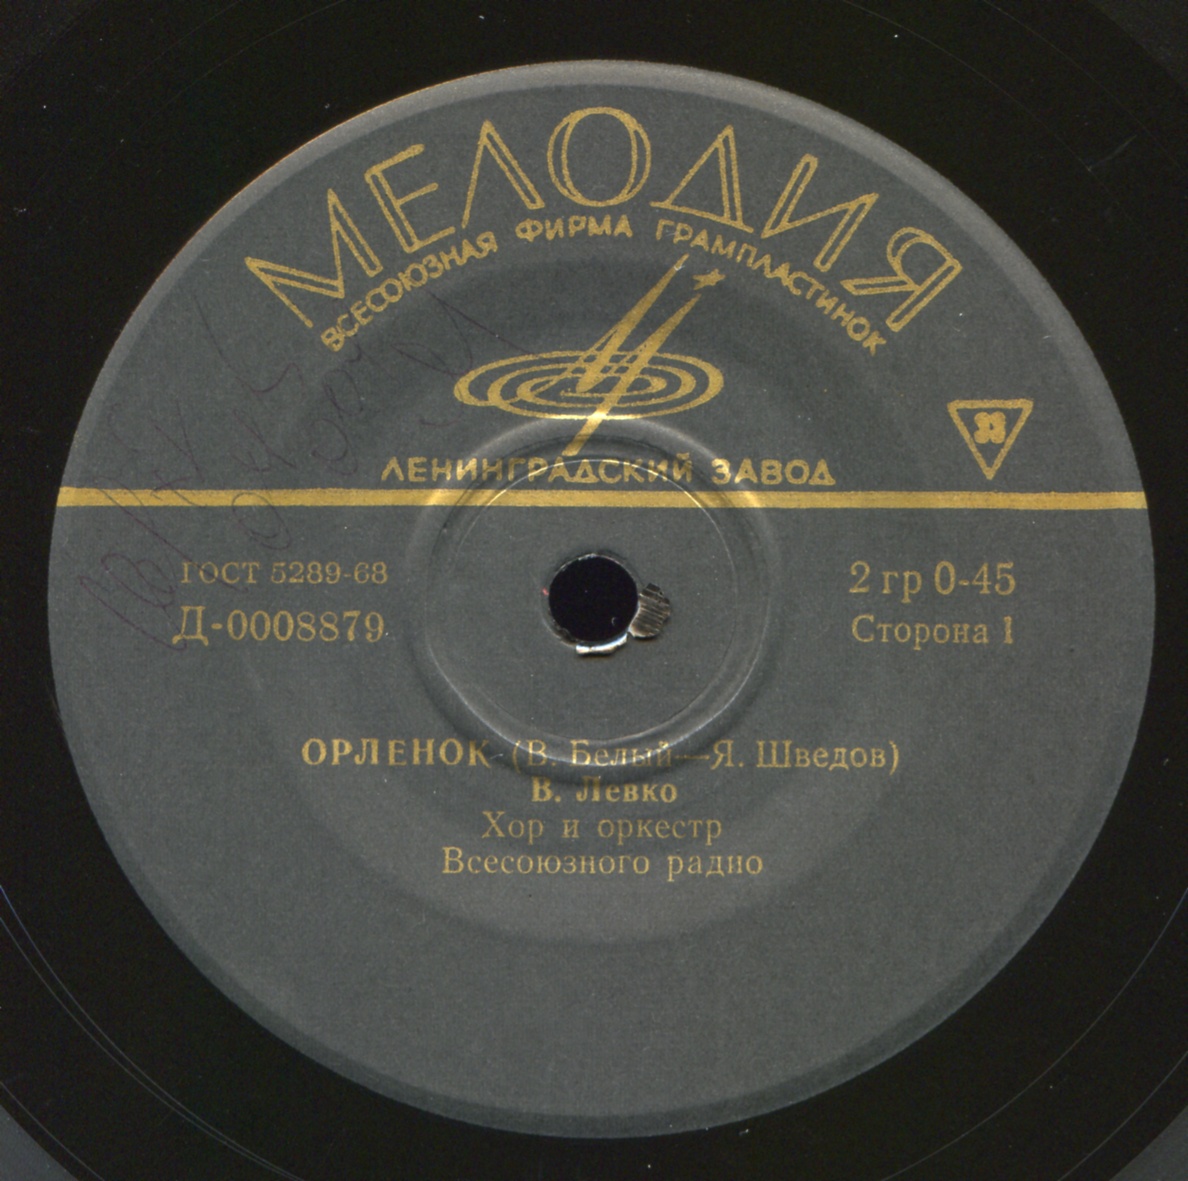 МЕЛОДИЯ
ВСЕСОЮЗНАЯ ФИРМА ГРАМПЛАСТИНОК
33
ЛЕНИНГРАДСКИЙ ЗАВОД
ГОСТ 5289-68
Д-0008879
2 гр 0-45
Сторона 1
ОРЛЕНОК (В. Белый—Я. Шведов)
В. Левко
Хор и оркестр
Всесоюзного радио